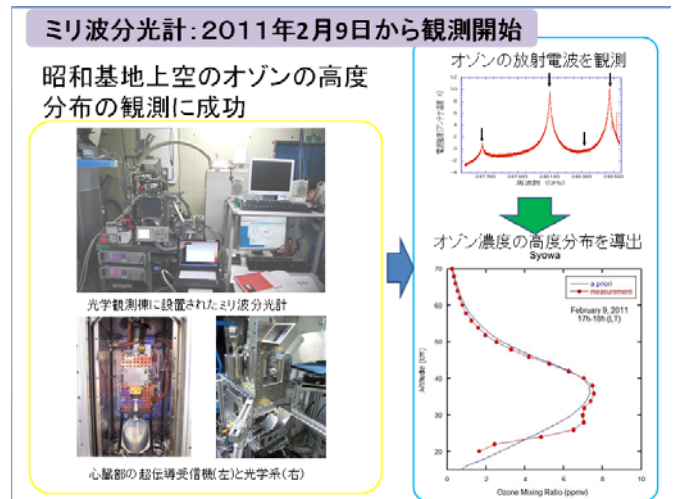 ミリ波分光計：２０１１年2月9日から観測開始
昭和基地上空のオゾンの高度
分布の観測に成功
光学観測棟に設置されたミリ波分光計
心臓部の超伝導受信機(左)と光学系(右)
オゾンの放射電波を観測
周波数 (GHz)
オゾン濃度の高度分布を導出
Syowa
a priori
measurement
February 9, 2011
17h-18h (LT)
Altitude (km)
70
60
50
40
30
20
0 2 4 6 8 10
Ozone Mixing Ratio (ppmv)